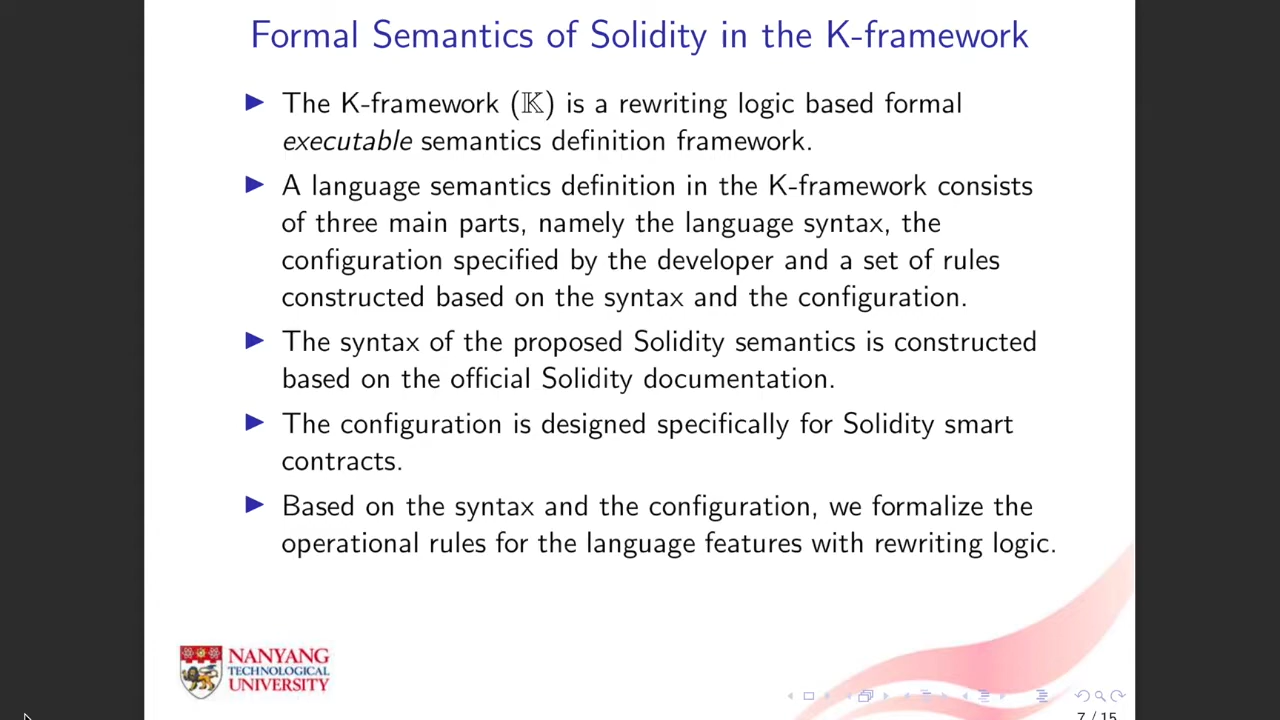 Formal Semantics of Solidity in the K-framework
The K-framework (𝕂) is a rewriting logic based formal
executable semantics definition framework.
A language semantics definition in the K-framework consists
of three main parts, namely the language syntax, the
configuration specified by the developer and a set of rules
constructed based on the syntax and the configuration.
The syntax of the proposed Solidity semantics is constructed
based on the official Solidity documentation.
The configuration is designed specifically for Solidity smart
contracts.
Based on the syntax and the configuration, we formalize the
operational rules for the language features with rewriting logic.
NANYANG
TECHNOLOGICAL
UNIVERSITY
7 / 15